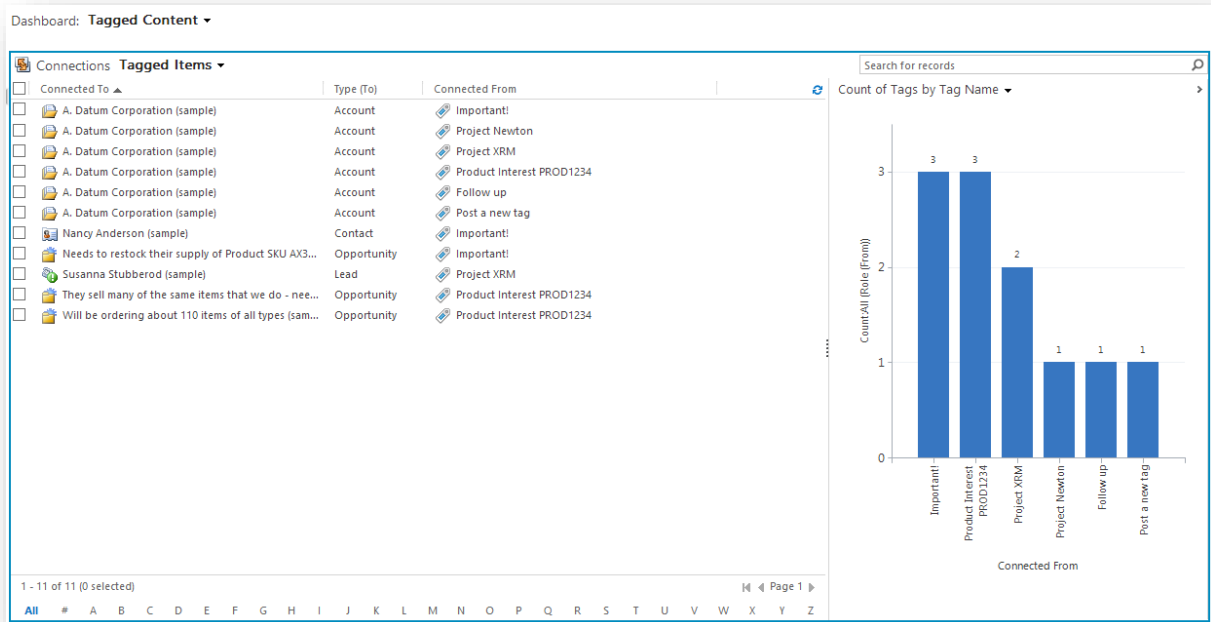 Dashboard: Tagged Content
Connections Tagged Items
Search for records
Connected To Type (To) Connected From
Count of Tags by Tag Name
A. Datum Corporation (sample) Account Important!
A. Datum Corporation (sample) Account Project Newton
A. Datum Corporation (sample) Account Project XRM
A. Datum Corporation (sample) Account Product Interest PROD1234
A. Datum Corporation (sample) Account Follow up
A. Datum Corporation (sample) Account Post a new tag
Nancy Anderson (sample) Contact Important!
Needs to restock their supply of Product SKU AX3... Opportunity Important!
Susanna Stubberod (sample) Lead Project XRM
They sell many of the same items that we do - nee... Opportunity Product Interest PROD1234
Will be ordering about 110 items of all types (sam... Opportunity Product Interest PROD1234
Count:All (Role (From))
3
2
1
0
3 3 2 1 1 1
Important!
Product Interest
PROD1234
Project XRM
Project Newton
Follow up
Post a new tag
Connected From
1 - 11 of 11 (0 selected) Page 1
All # A B C D E F G H I J K L M N O P Q R S T U V W X Y Z